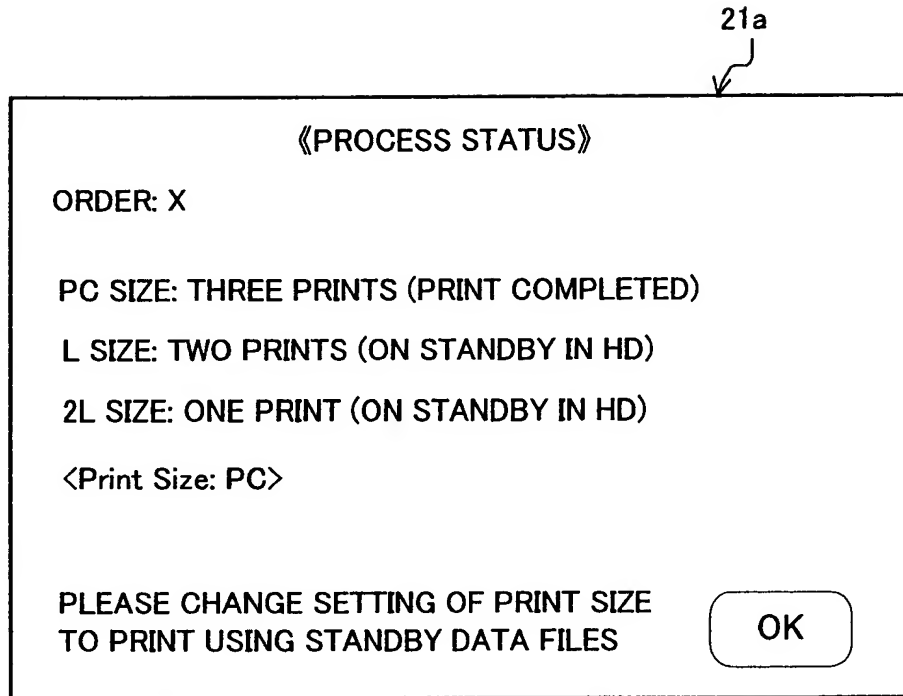 21a
《PROCESS STATUS》
ORDER: X
PC SIZE: THREE PRINTS (PRINT COMPLETED)
L SIZE: TWO PRINTS (ON STANDBY IN HD)
2L SIZE: ONE PRINT (ON STANDBY IN HD)
<Print Size: PC>
PLEASE CHANGE SETTING OF PRINT SIZE
TO PRINT USING STANDBY DATA FILES
OK